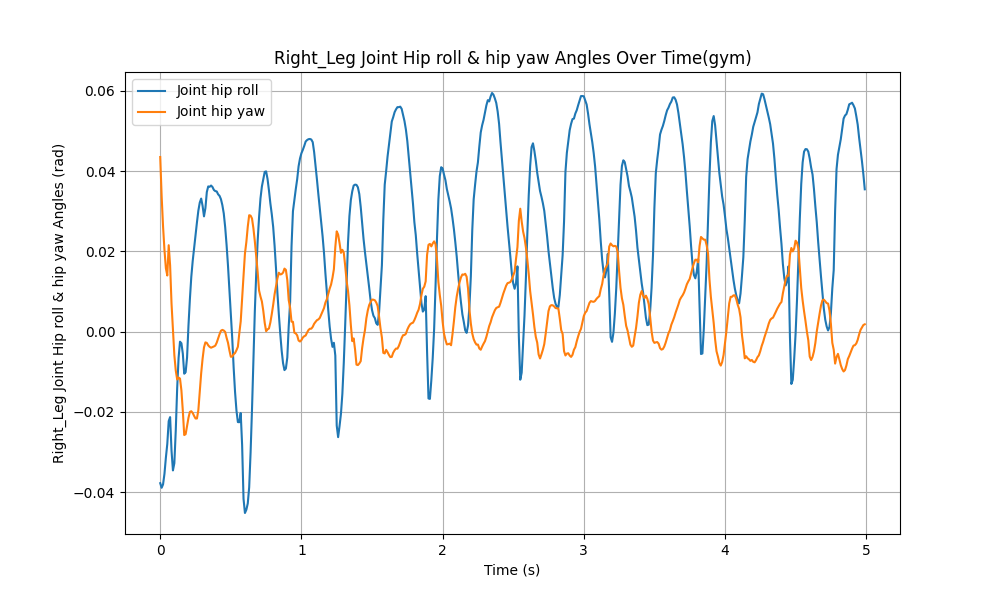 Right_Leg Joint Hip roll & hip yaw Angles Over Time(gym)
Joint hip roll
Joint hip yaw
Right_Leg Joint Hip roll & hip yaw Angles (rad)
0.06
0.04
0.02
0.00
−0.02
−0.04
0 1 2 3 4 5
Time (s)